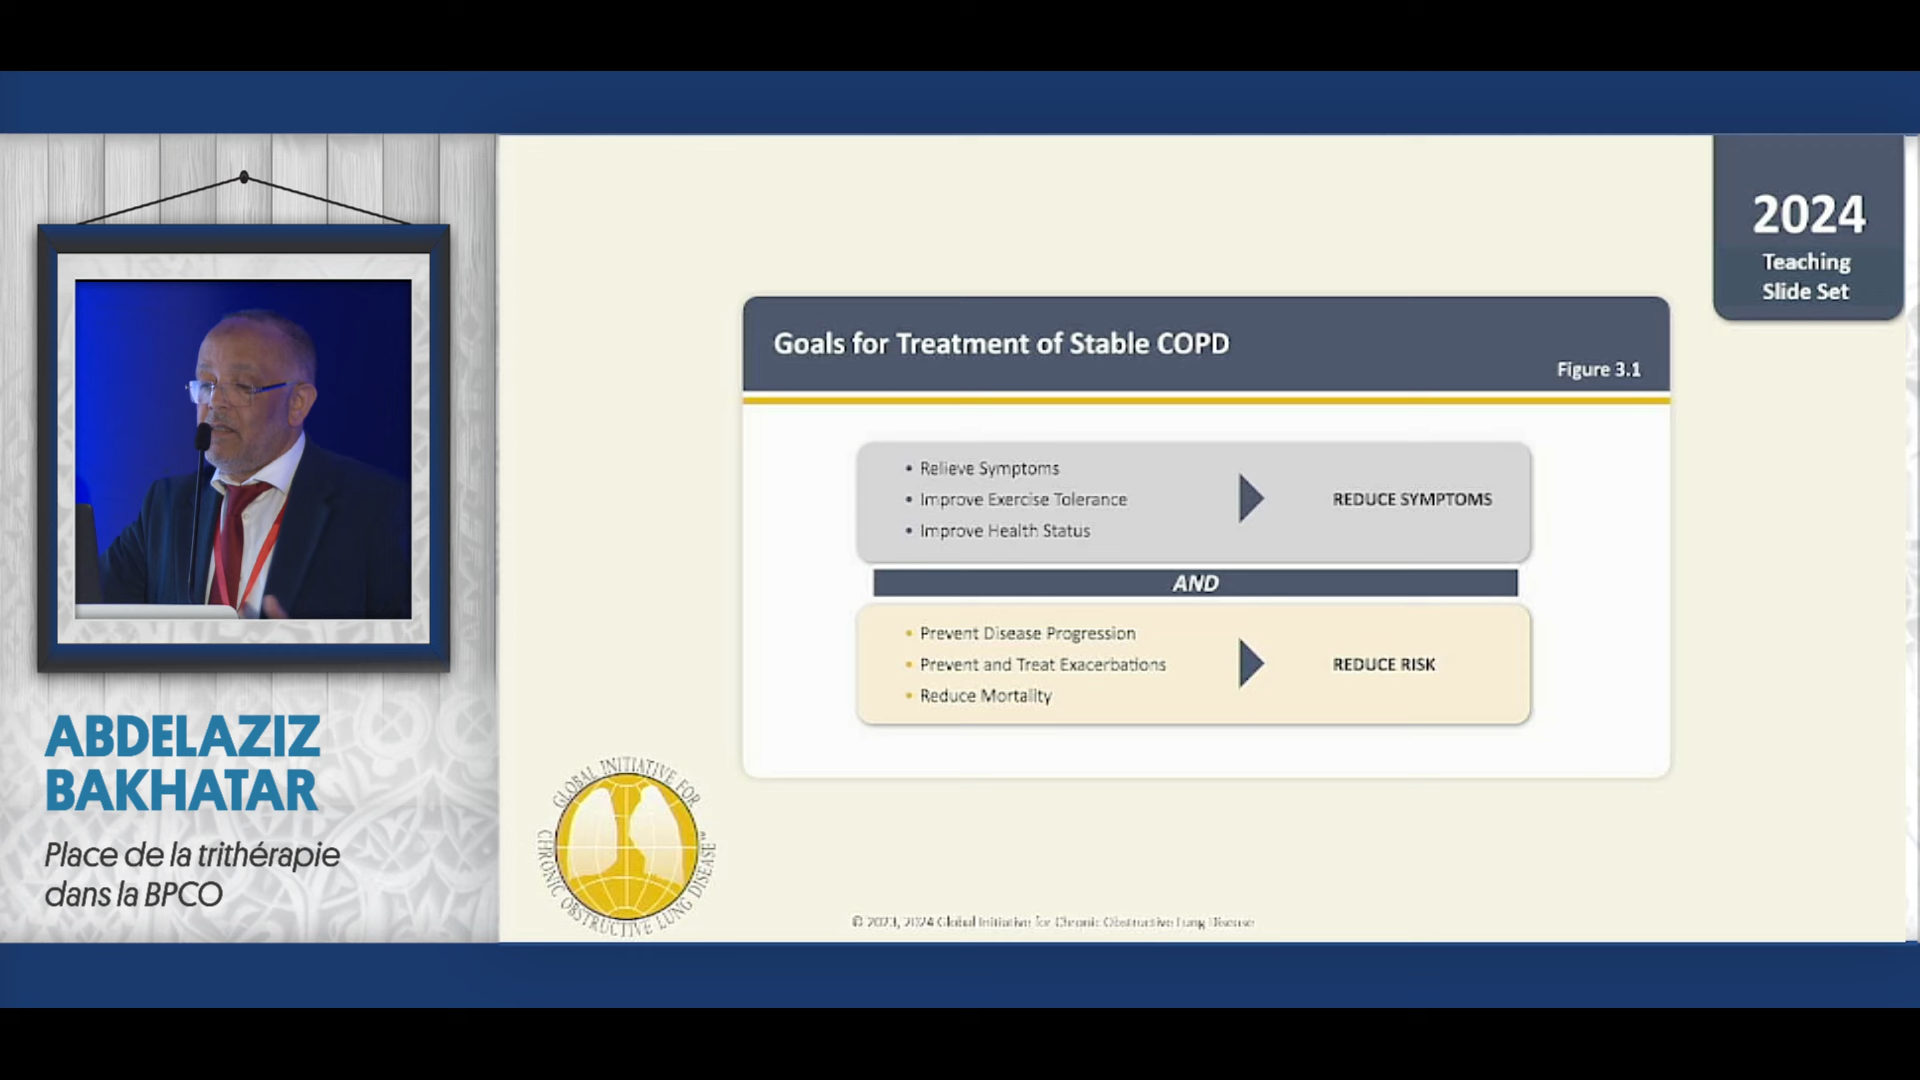 ABDELAZIZ
BAKHATAR
Place de la trithérapie
dans la BPCO
2024
Teaching
Slide Set
Goals for Treatment of Stable COPD
Figure 3.1
• Relieve Symptoms
• Improve Exercise Tolerance
• Improve Health Status
REDUCE SYMPTOMS
AND
• Prevent Disease Progression
• Prevent and Treat Exacerbations
• Reduce Mortality
REDUCE RISK
GLOBAL INITIATIVE FOR
CHRONIC OBSTRUCTIVE LUNG DISEASE
© 2023, 2024 Global Initiative for Chronic Obstructive Lung Disease